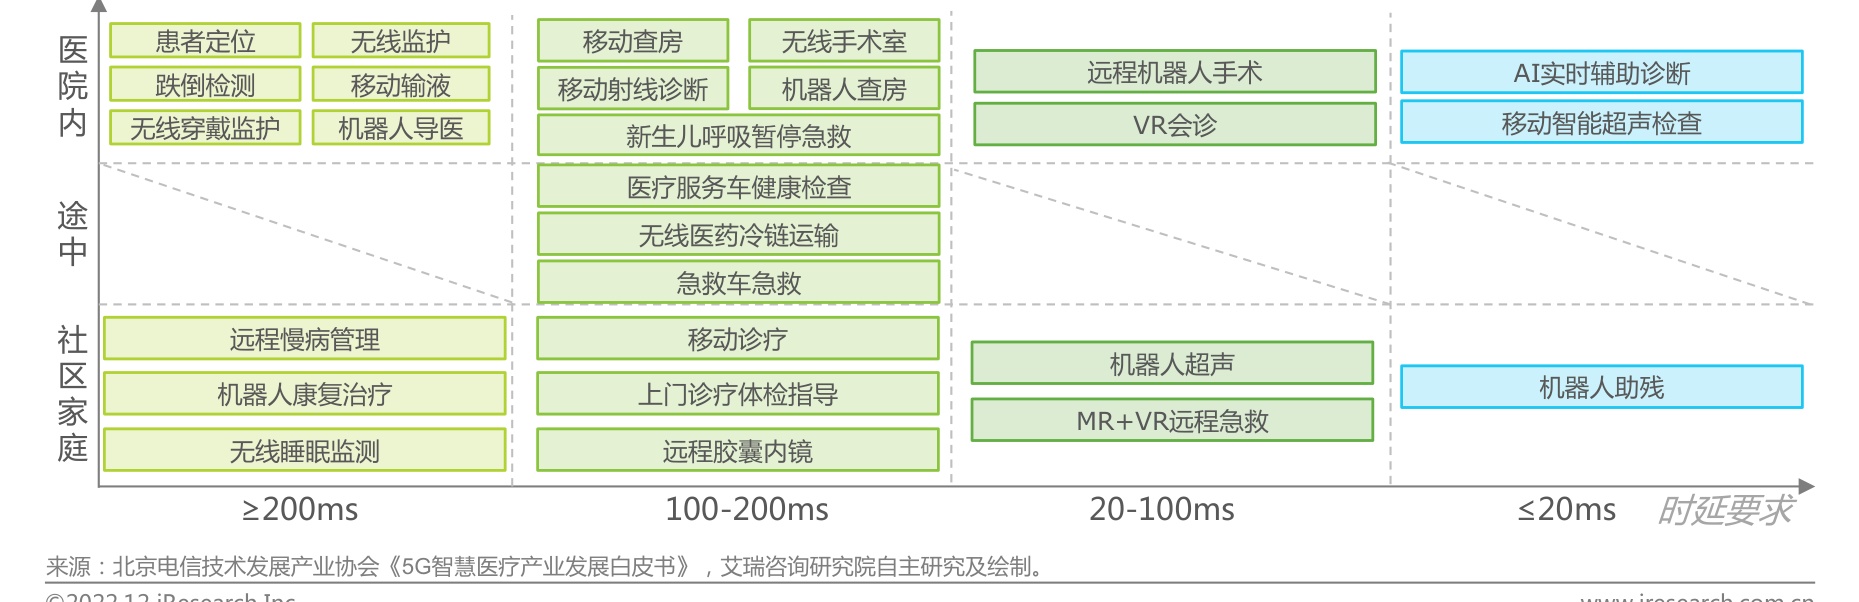 医院内
患者定位 无线监护
跌倒检测 移动输液
无线穿戴监护 机器人导医
移动查房 无线手术室
移动射线诊断 机器人查房
新生儿呼吸暂停急救
远程机器人手术
VR会诊
AI实时辅助诊断
移动智能超声检查
途中
医疗服务车健康检查
无线医药冷链运输
急救车急救
社区家庭
远程慢病管理
机器人康复治疗
无线睡眠监测
移动诊疗
上门诊疗体检指导
远程胶囊内镜
机器人超声
MR+VR远程急救
机器人助残
≥200ms 100-200ms 20-100ms ≤20ms 时延要求
来源：北京电信技术发展产业协会《5G智慧医疗产业发展白皮书》，艾瑞咨询研究院自主研究及绘制。
©2022.12 iResearch Inc. www.iresearch.com.cn